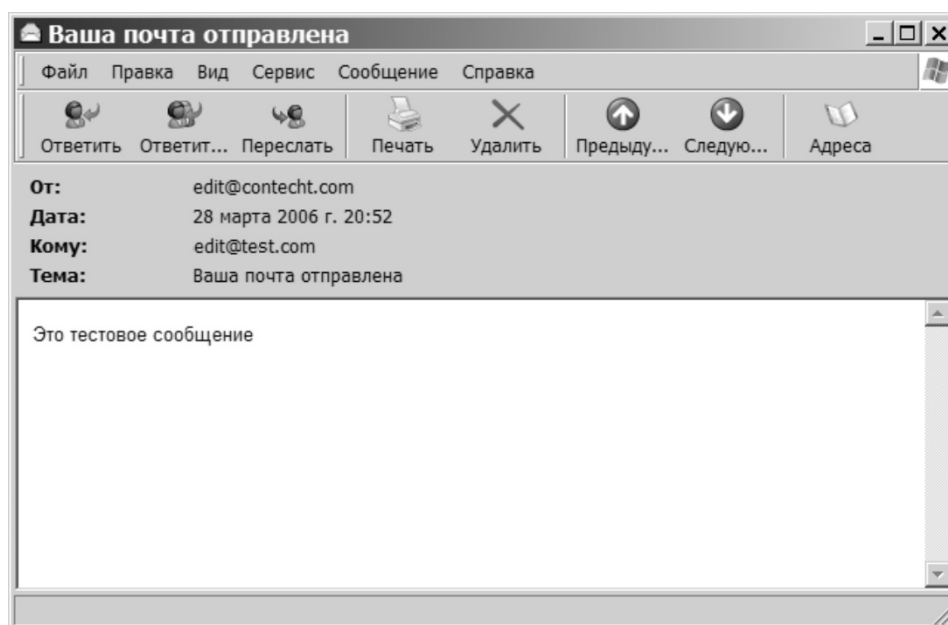 Ваша почта отправлена
Файл Правка Вид Сервис Сообщение Справка
Ответить Ответит... Переслать Печать Удалить Предыду... Следую... Адреса
От: edit@contecht.com
Дата: 28 марта 2006 г. 20:52
Кому: edit@test.com
Тема: Ваша почта отправлена
Это тестовое сообщение